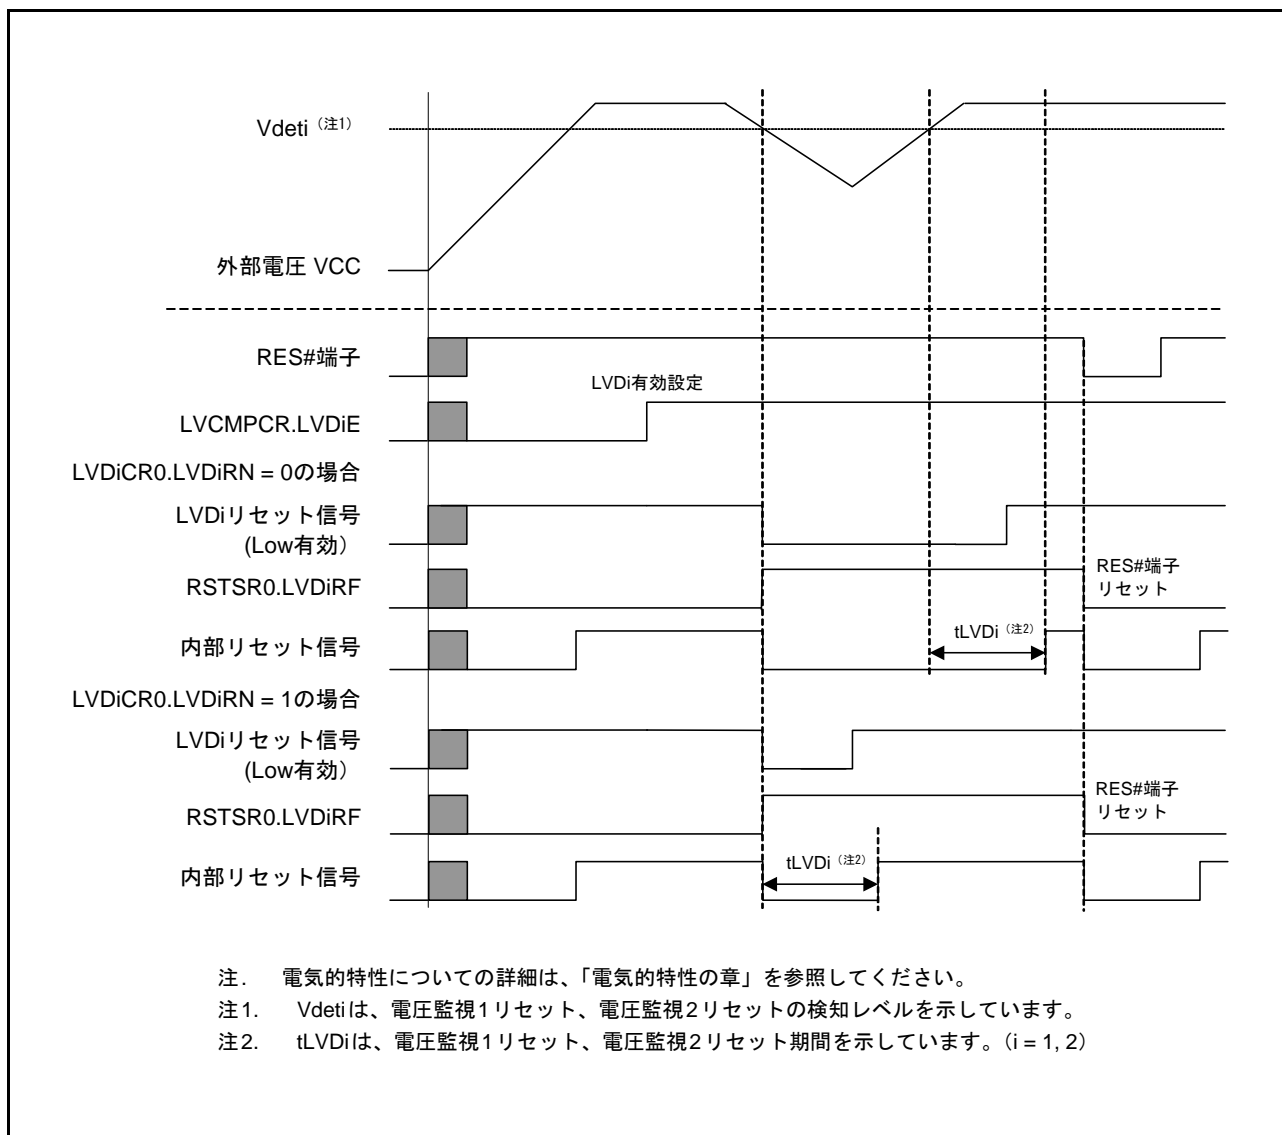 Vdeti（注1）
外部電圧 VCC
RES#端子
LVDi有効設定
LVCMPCR.LVDiE
LVDiCR0.LVDiRN = 0の場合
LVDiリセット信号
(Low有効）
RSTSR0.LVDiRF
RES#端子
リセット
内部リセット信号
tLVDi（注2）
LVDiCR0.LVDiRN = 1の場合
LVDiリセット信号
(Low有効）
RSTSR0.LVDiRF
RES#端子
リセット
内部リセット信号
tLVDi（注2）
注. 電気的特性についての詳細は、「電気的特性の章」を参照してください。
注1. Vdetiは、電圧監視1リセット、電圧監視2リセットの検知レベルを示しています。
注2. tLVDiは、電圧監視1リセット、電圧監視2リセット期間を示しています。（i = 1, 2）